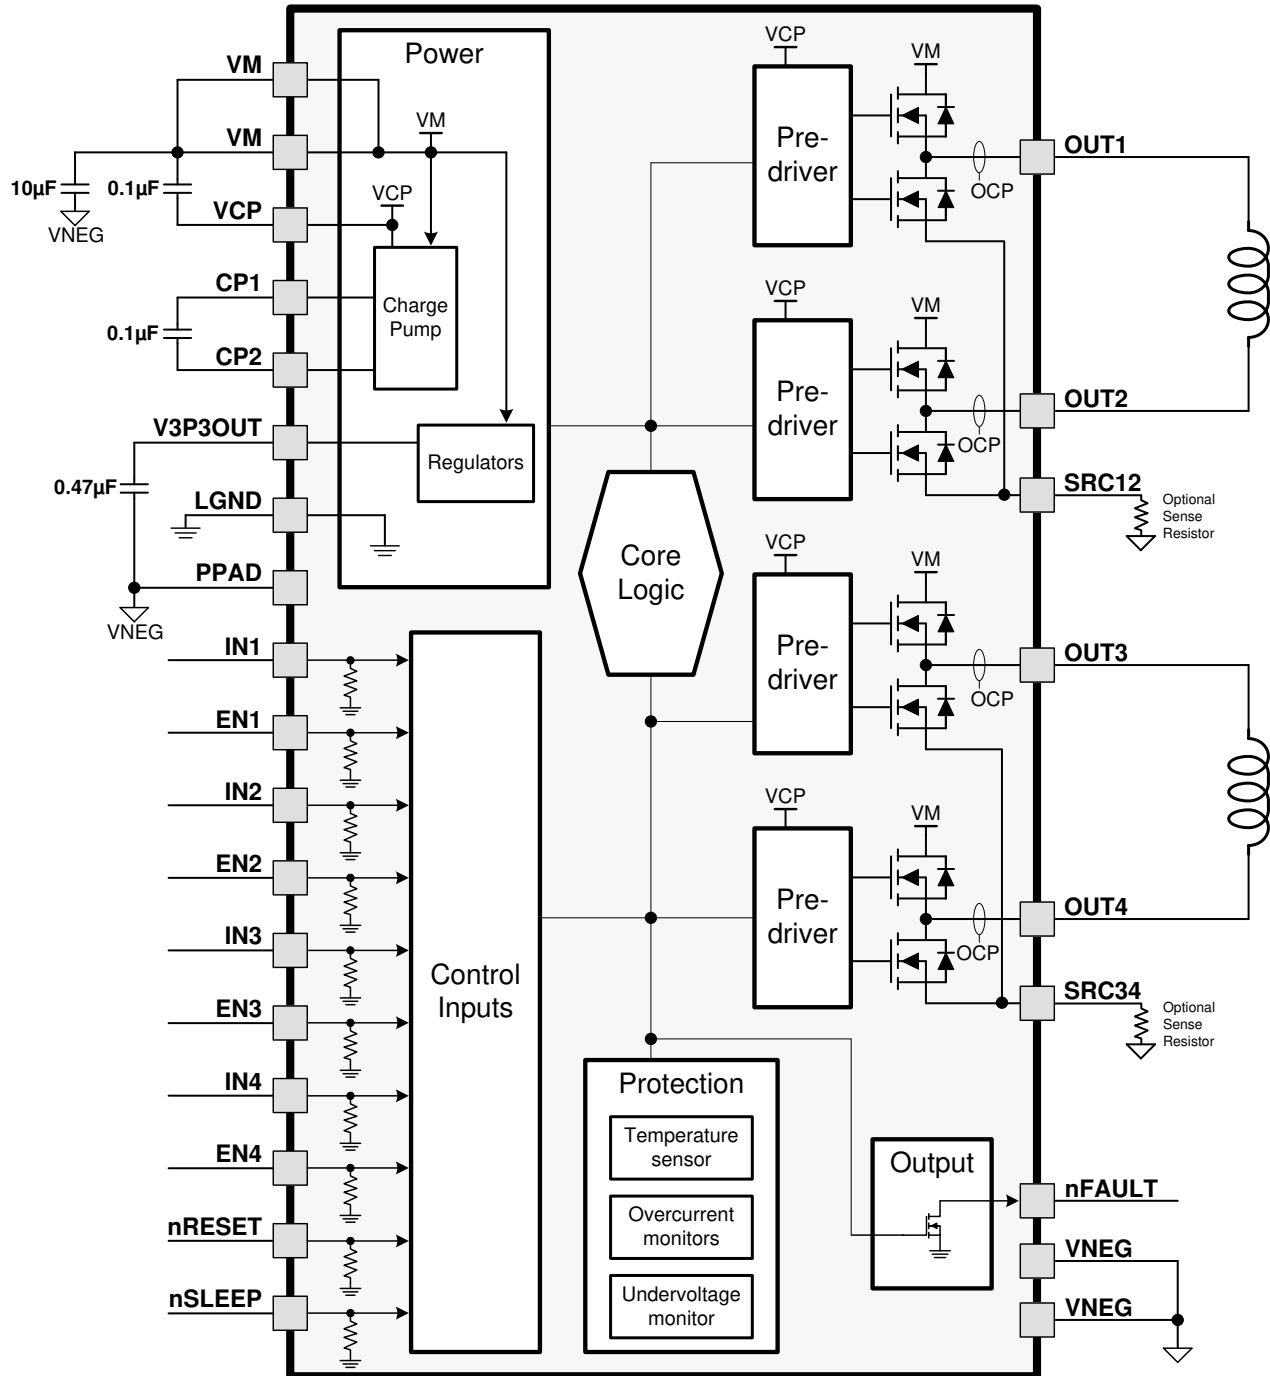 VM
VM
10µF
0.1µF
VCP
VNEG
CP1
0.1µF
CP2
V3P3OUT
0.47µF
LGND
PPAD
VNEG
IN1
EN1
IN2
EN2
IN3
EN3
IN4
EN4
nRESET
nSLEEP
Power
VM
VCP
Charge
Pump
Regulators
Control
Inputs
Core
Logic
Protection
Temperature
sensor
Overcurrent
monitors
Undervoltage
monitor
VCP
Pre-
driver
VM
OCP
VCP
Pre-
driver
VM
OCP
VCP
Pre-
driver
VM
OCP
VCP
Pre-
driver
VM
OCP
Output
OUT1
OUT2
SRC12
Optional
Sense
Resistor
OUT3
OUT4
SRC34
Optional
Sense
Resistor
nFAULT
VNEG
VNEG